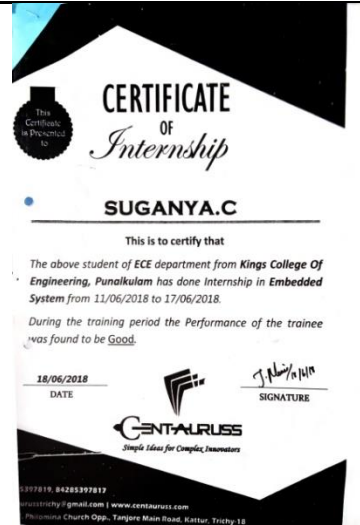 This
Certificate
is Presented
to
CERTIFICATE
OF
Internship
SUGANYA.C
This is to certify that
The above student of ECE department from Kings College Of
Engineering, Punalkulam has done Internship in Embedded
System from 11/06/2018 to 17/06/2018.
During the training period the Performance of the trainee
was found to be Good.
18/06/2018
DATE
SIGNATURE
CENTAURUSS
Simple Ideas for Complex Innovators
5397819, 84285397817
urusstrichy@gmail.com | www.centauruss.com
Philomina Church Opp., Tanjore Main Road, Kattur, Trichy-18